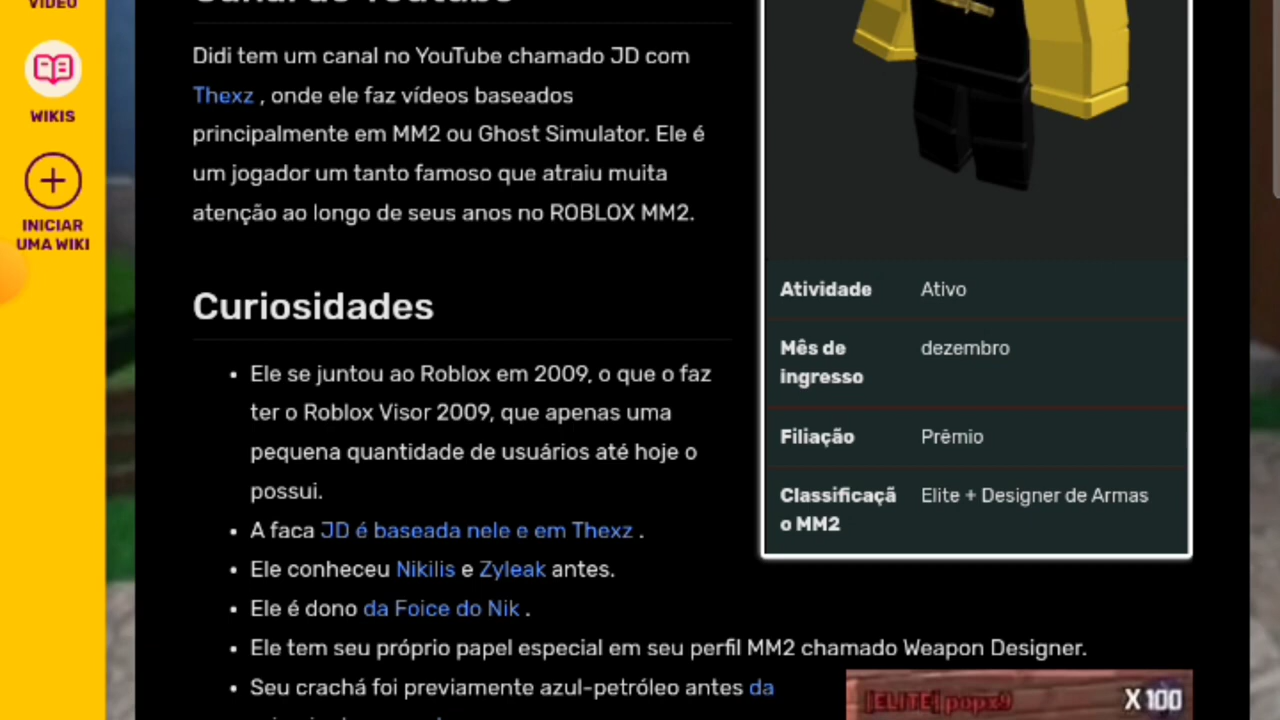 VÍDEO
WIKIS
INICIAR
UMA WIKI
Canal do Youtube
Didi tem um canal no YouTube chamado JD com
Thexz , onde ele faz vídeos baseados
principalmente em MM2 ou Ghost Simulator. Ele é
um jogador um tanto famoso que atraiu muita
atenção ao longo de seus anos no ROBLOX MM2.
Curiosidades
Ele se juntou ao Roblox em 2009, o que o faz
ter o Roblox Visor 2009, que apenas uma
pequena quantidade de usuários até hoje o
possui.
A faca JD é baseada nele e em Thexz .
Ele conheceu Nikilis e Zyleak antes.
Ele é dono da Foice do Nik .
Ele tem seu próprio papel especial em seu perfil MM2 chamado Weapon Designer.
Seu crachá foi previamente azul-petróleo antes da
Atividade Ativo
Mês de dezembro
ingresso
Filiação Prêmio
Classificaçã Elite + Designer de Armas
o MM2
[ELITE] popx9 X 100